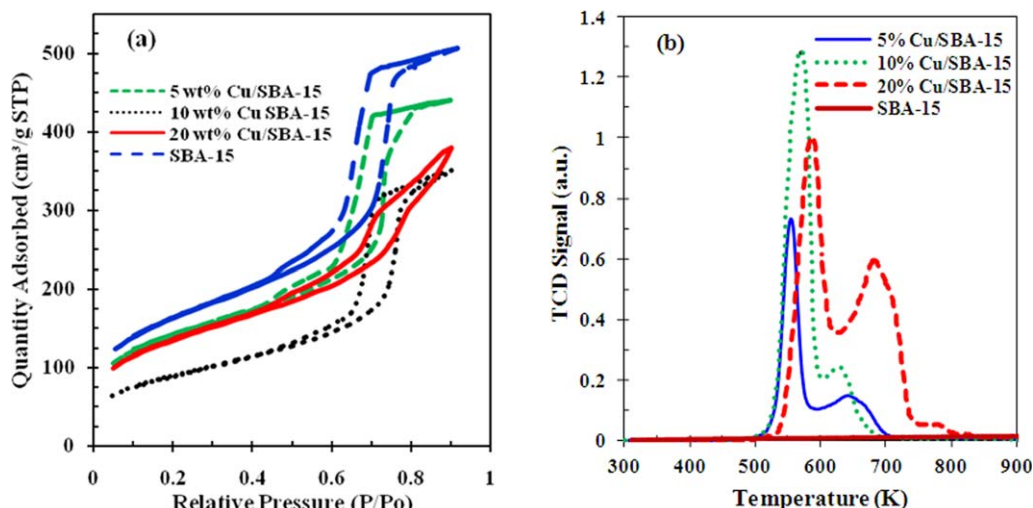 (a)
500
400
300
200
100
0
Quantity Adsorbed (cm³/g STP)
5 wt% Cu/SBA-15
10 wt% Cu SBA-15
20 wt% Cu/SBA-15
SBA-15
0 0.2 0.4 0.6 0.8 1
Relative Pressure (P/Po)
(b)
1.4
1.2
1
0.8
0.6
0.4
0.2
0
TCD Signal (a.u.)
5% Cu/SBA-15
10% Cu/SBA-15
20% Cu/SBA-15
SBA-15
300 400 500 600 700 800 900
Temperature (K)